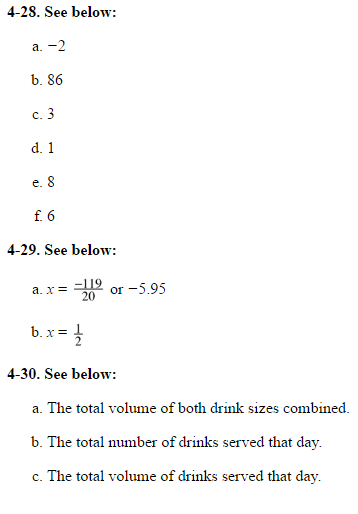 4-28. See below:
a. −2
b. 86
c. 3
d. 1
e. 8
f. 6
4-29. See below:
a. x = −119/20 or −5.95
b. x = 1/2
4-30. See below:
a. The total volume of both drink sizes combined.
b. The total number of drinks served that day.
c. The total volume of drinks served that day.